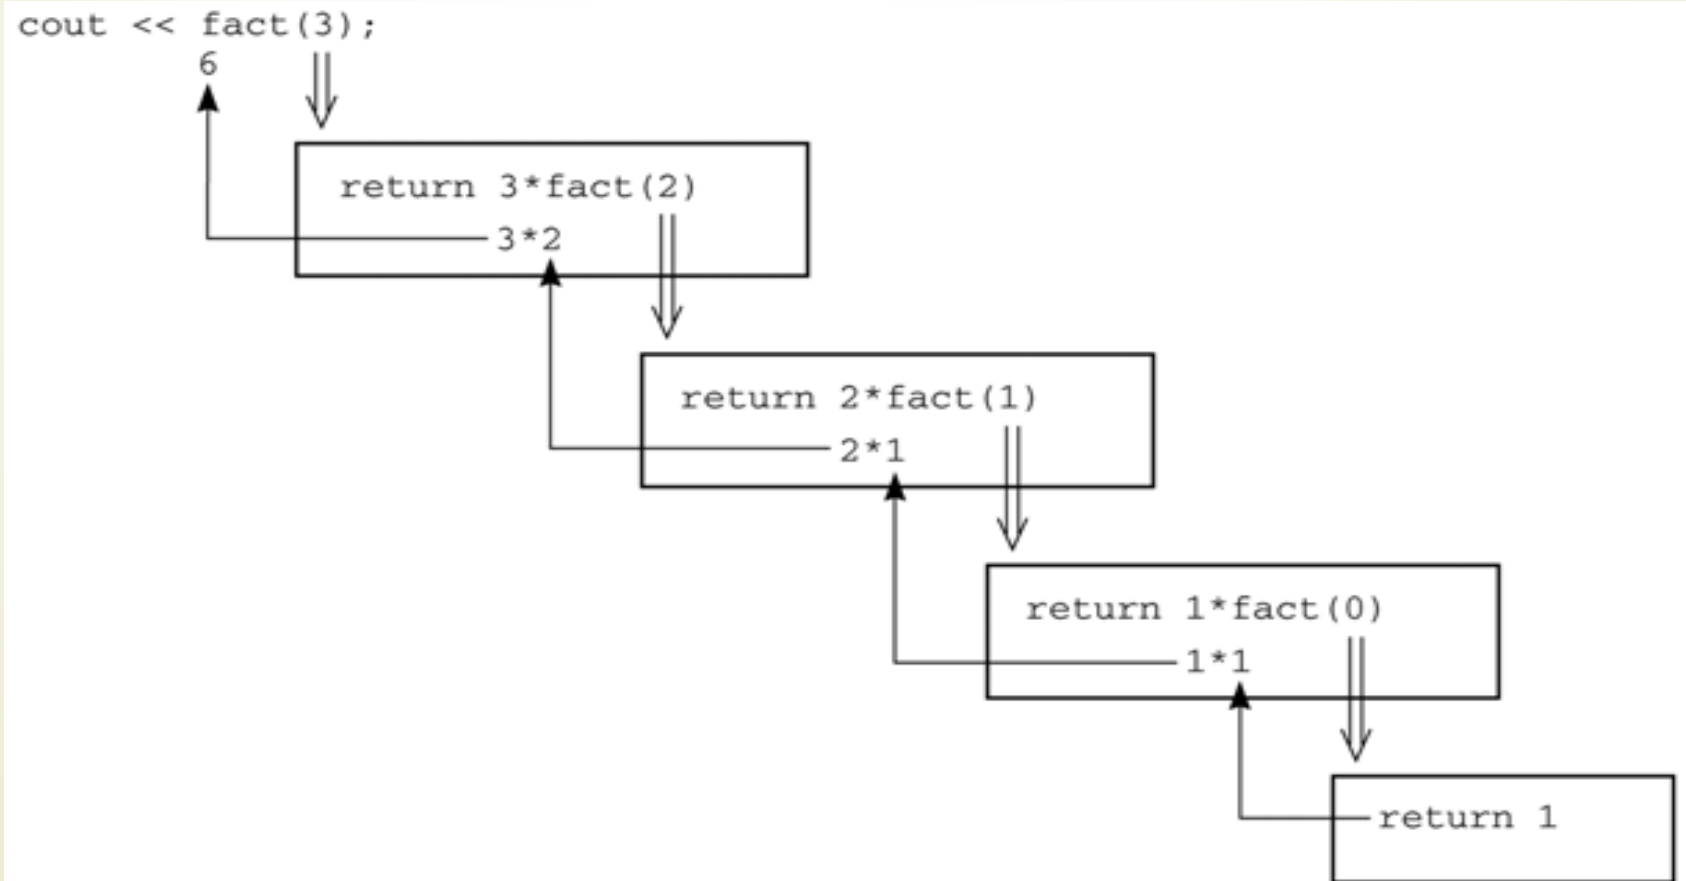 cout << fact(3);
6
return 3*fact(2)
3*2
return 2*fact(1)
2*1
return 1*fact(0)
1*1
return 1